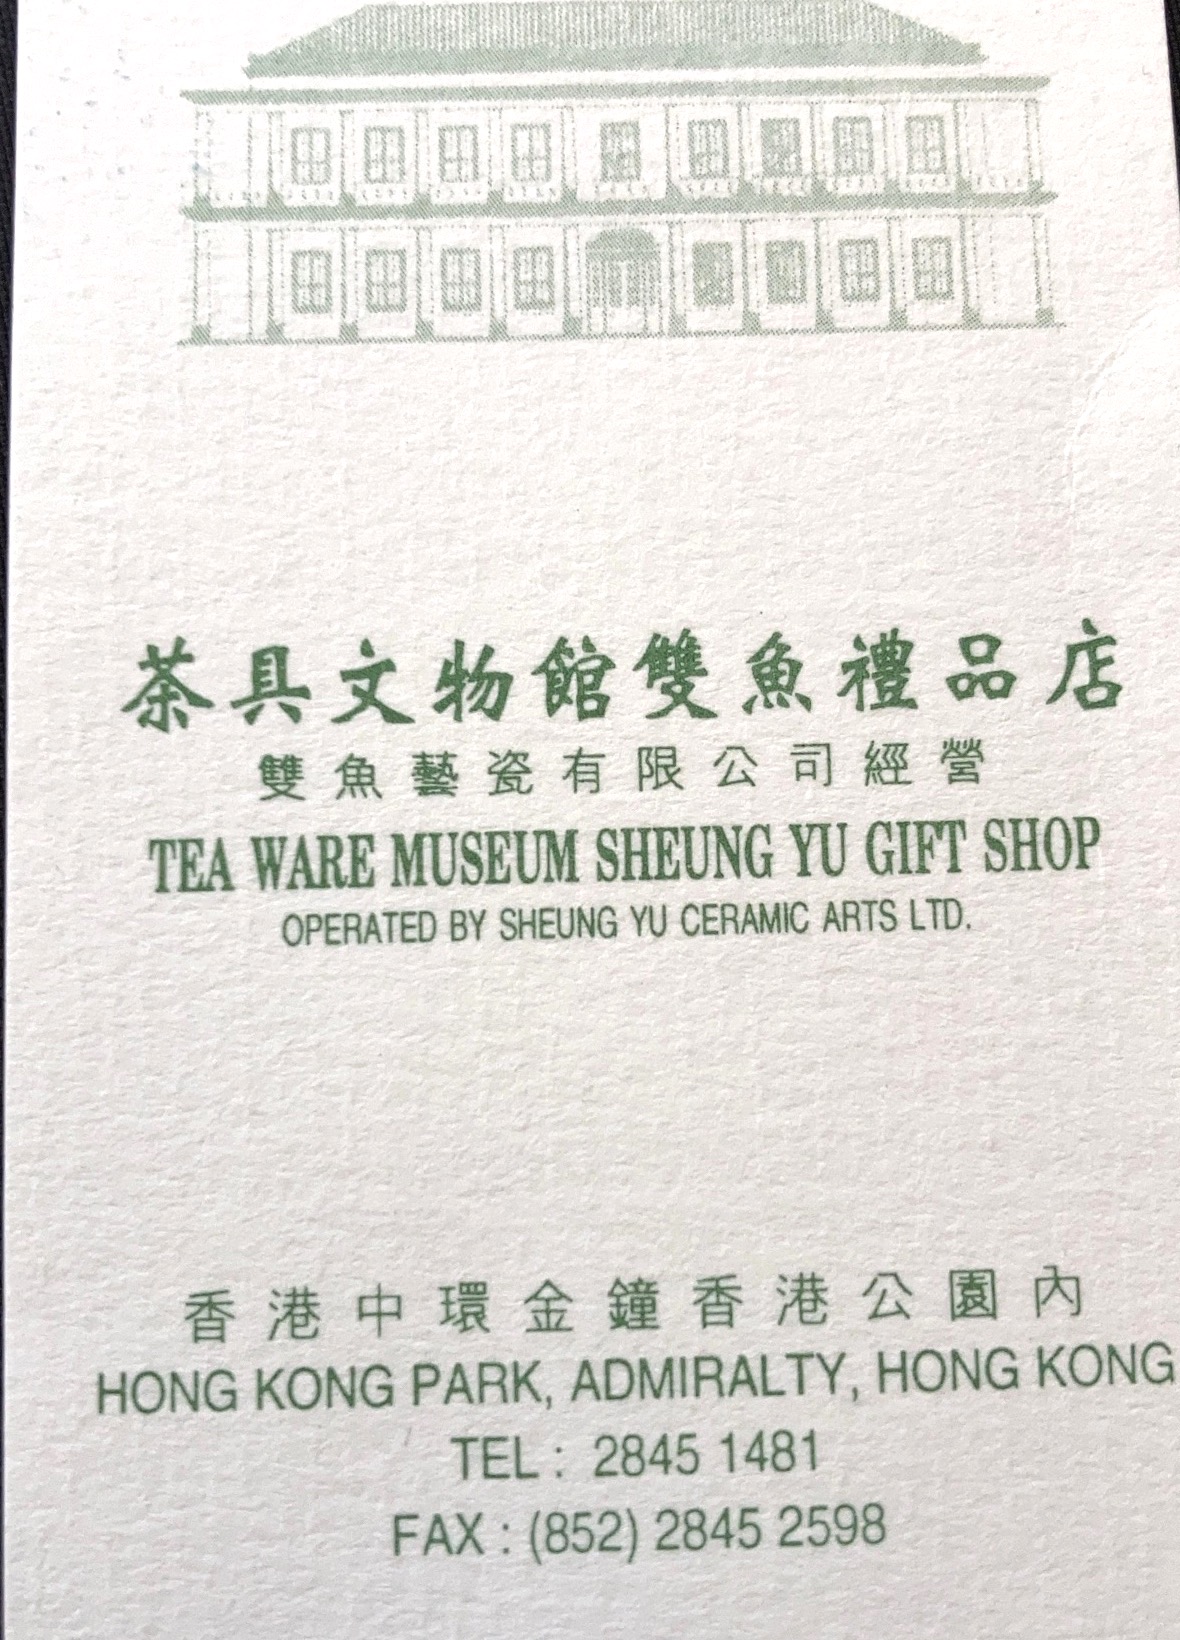 茶具文物館雙魚禮品店
雙魚藝瓷有限公司經營
TEA WARE MUSEUM SHEUNG YU GIFT SHOP
OPERATED BY SHEUNG YU CERAMIC ARTS LTD.
香港中環金鐘香港公園內
HONG KONG PARK, ADMIRALTY, HONG KONG
TEL : 2845 1481
FAX : (852) 2845 2598